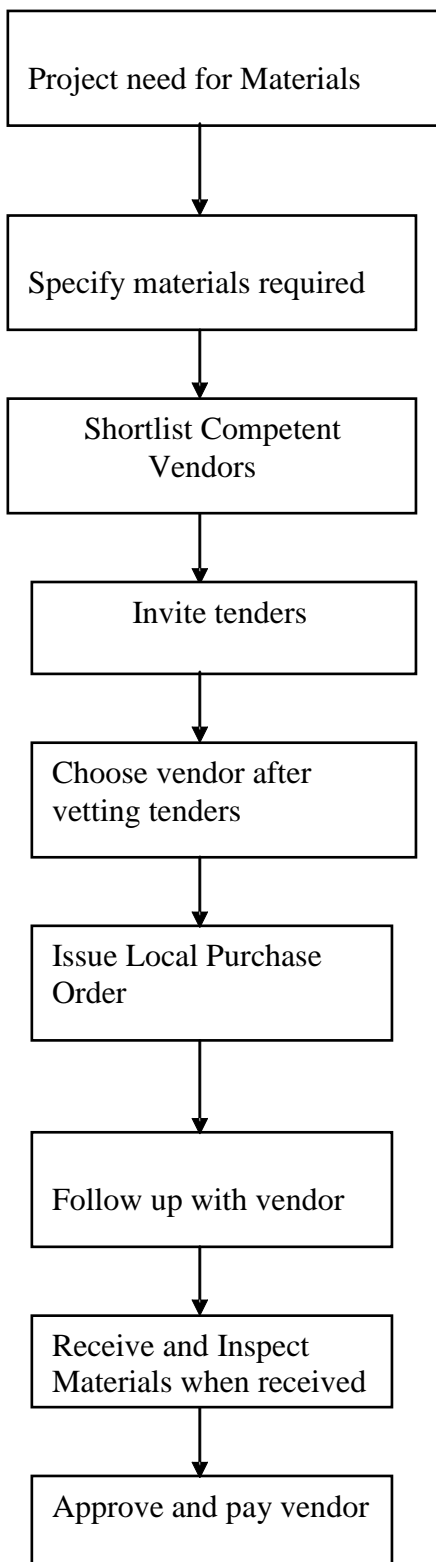 Project need for Materials
Specify materials required
Shortlist Competent
Vendors
Invite tenders
Choose vendor after
vetting tenders
Issue Local Purchase
Order
Follow up with vendor
Receive and Inspect
Materials when received
Approve and pay vendor